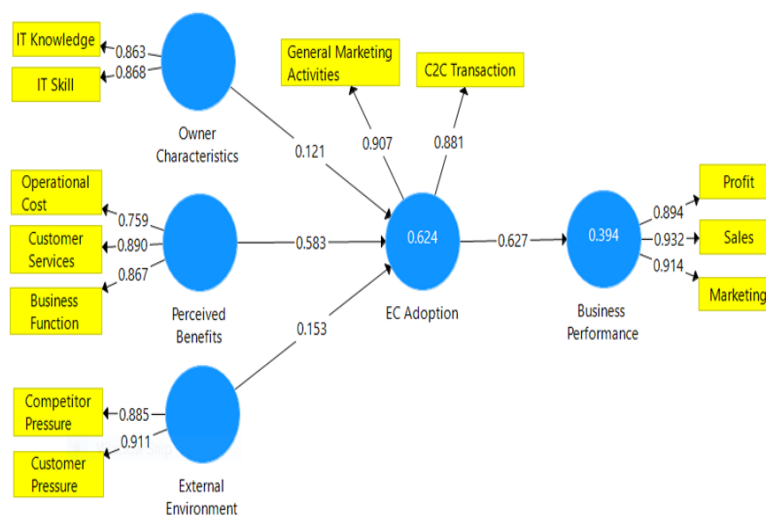 IT Knowledge
0.863
0.868
IT Skill
Owner
Characteristics
General Marketing
Activities
C2C Transaction
0.907
0.881
0.121
Operational
Cost
0.759
Customer
Services
0.890
0.867
Business
Function
Perceived
Benefits
0.583
0.624
EC Adoption
0.627
0.394
Business
Performance
Profit
0.894
0.932
Sales
0.914
Marketing
0.153
Competitor
Pressure
0.885
0.911
Customer
Pressure
External
Environment